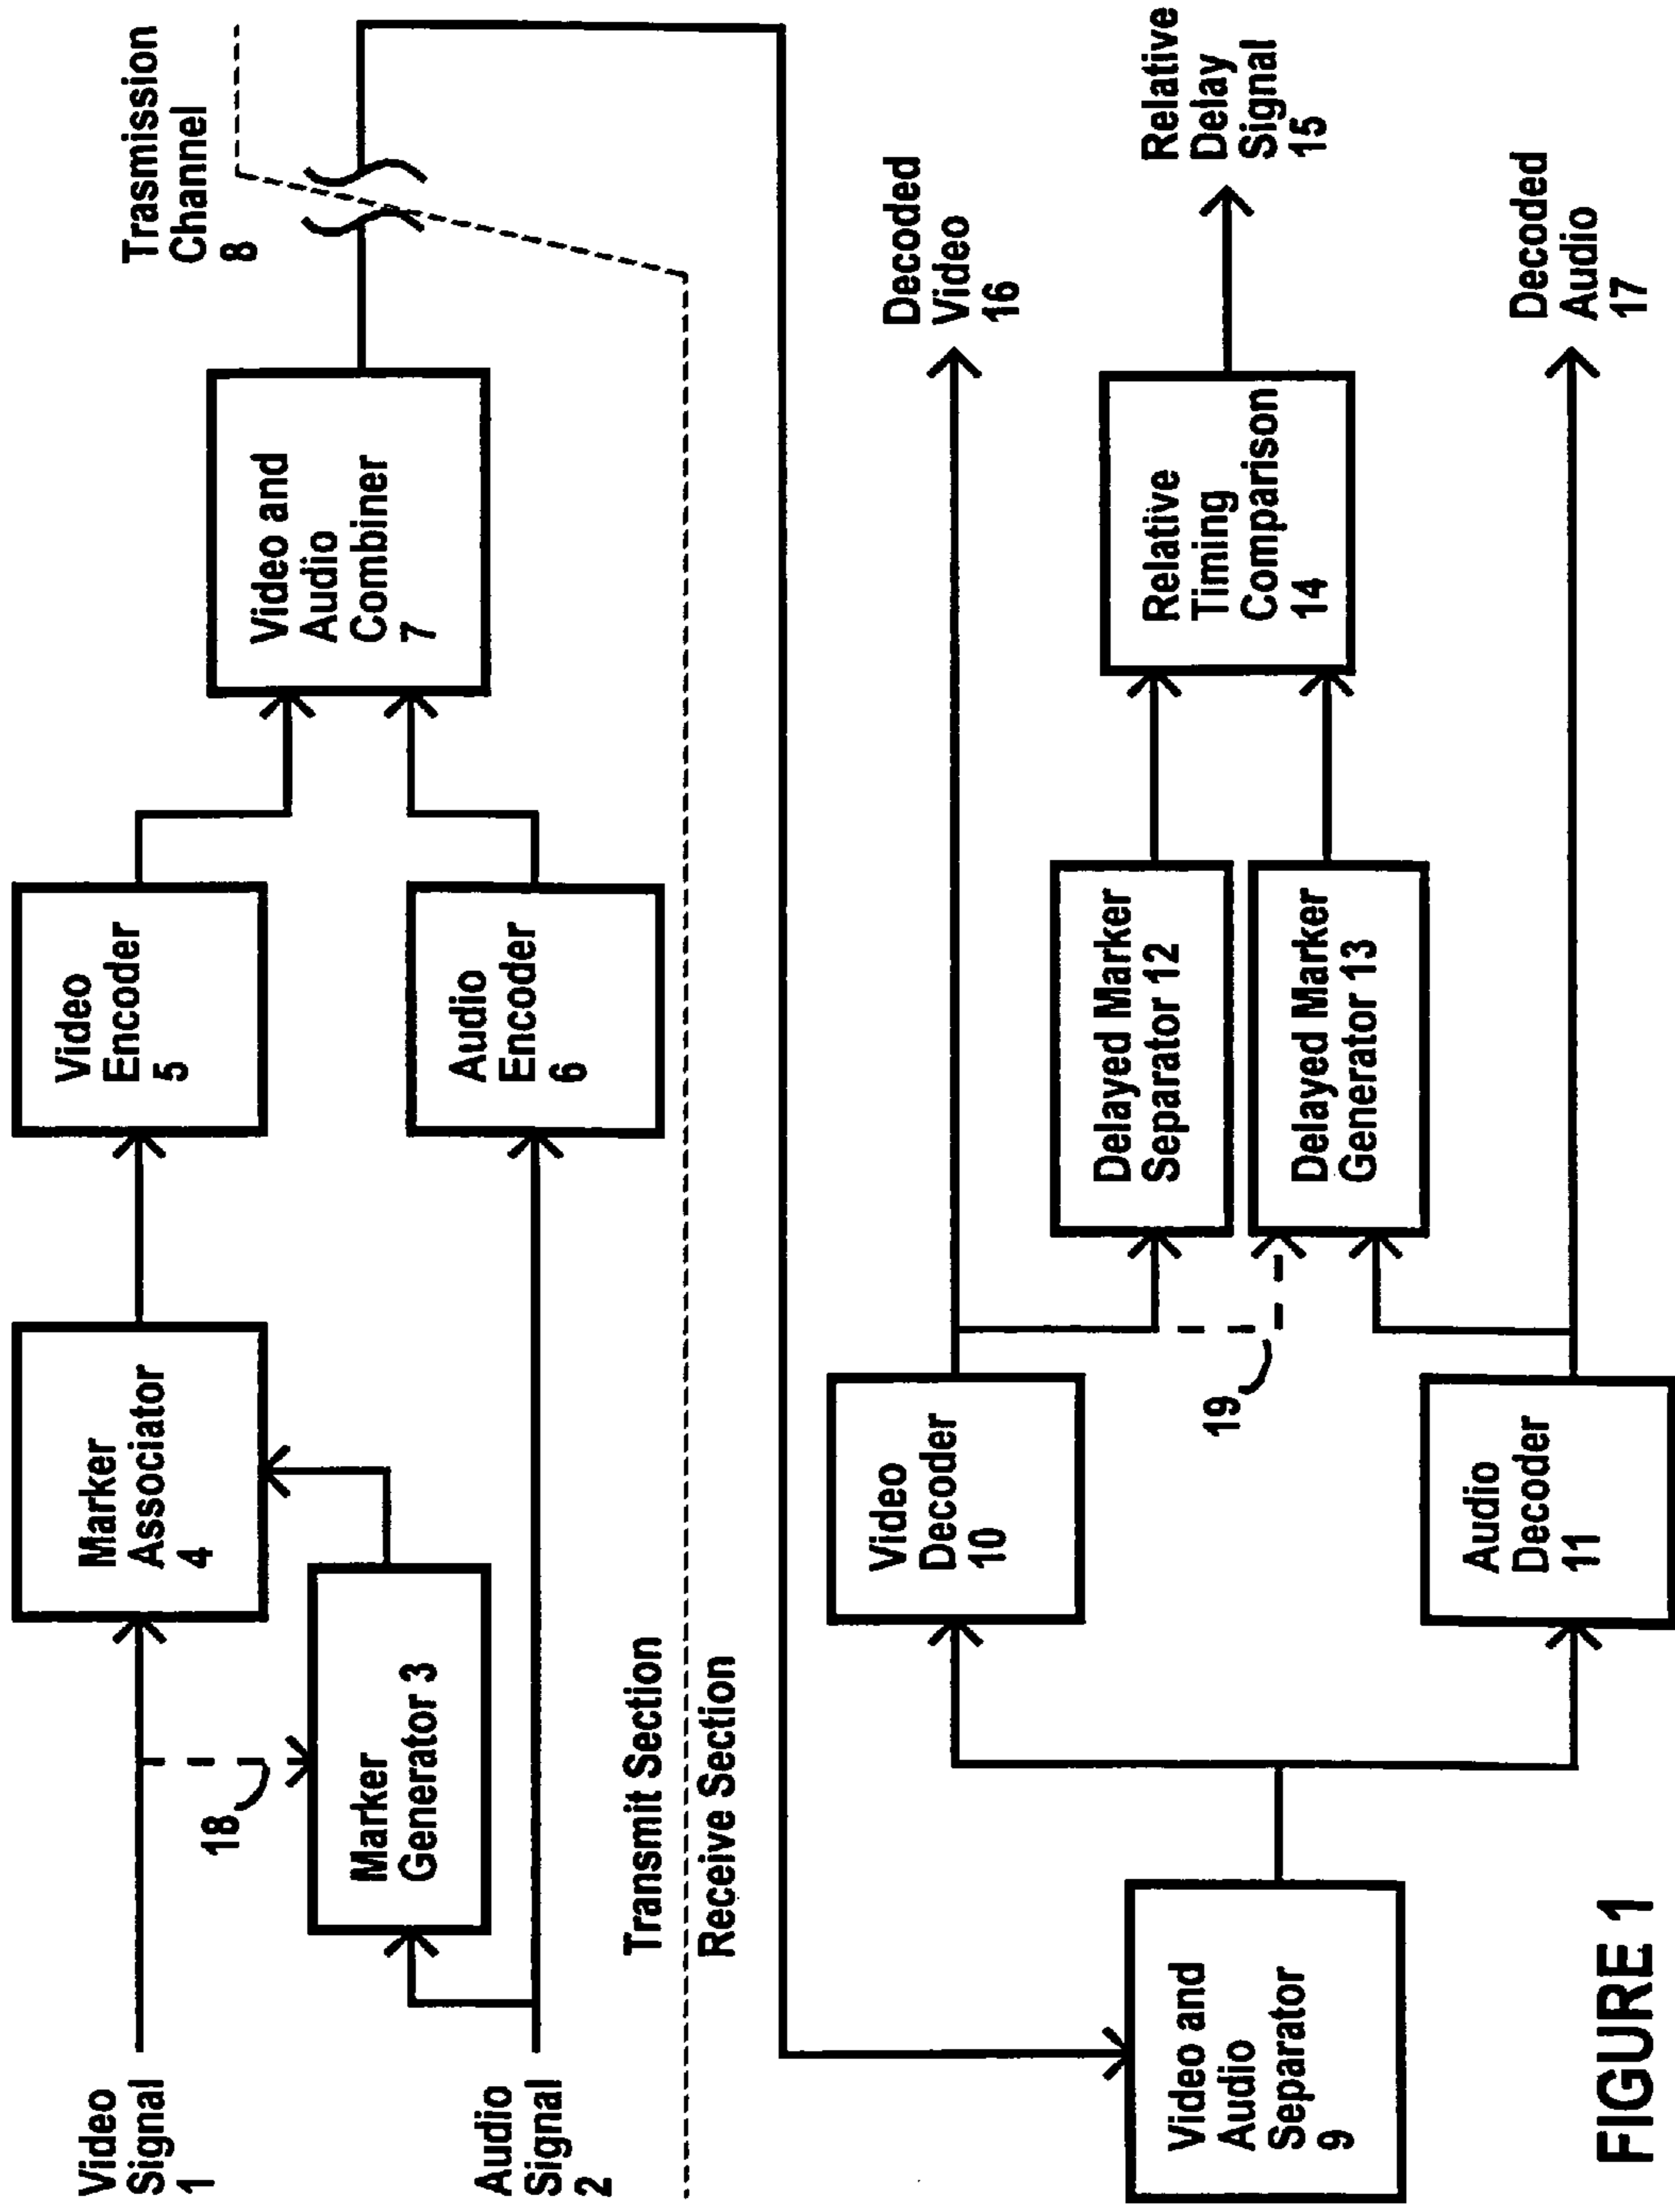 Video
Signal
1
Marker
Associator
4
Video
Encoder
5
Video and
Audio
Combiner
7
Trasmission
Channel
8
18
Marker
Generator 3
Audio
Signal
2
Audio
Encoder
6
Transmit Section
Receive Section
Video and
Audio
Separator
9
Video
Decoder
10
Decoded
Video
16
19
Delayed Marker
Separator 12
Delayed Marker
Generator 13
Relative
Timing
Comparison
14
Relative
Delay
Signal
15
Audio
Decoder
11
Decoded
Audio
17
FIGURE 1